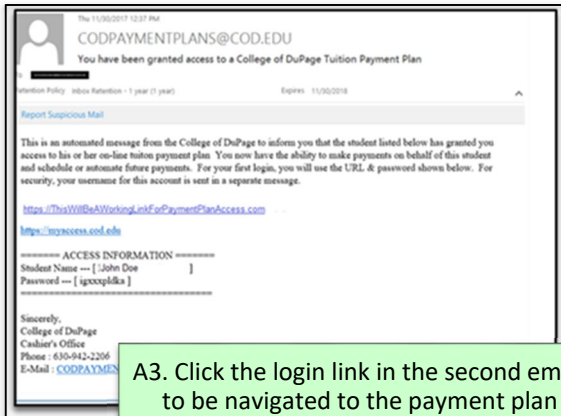 Thu 11/30/2017 12:37 PM
CODPAYMENTPLANS@COD.EDU
You have been granted access to a College of DuPage Tuition Payment Plan
To
Retention Policy Inbox Retention - 1 year (1 year) Expires 11/30/2018
Report Suspicious Mail
This is an automated message from the College of DuPage to inform you that the student listed below has granted you
access to his or her on-line tuiton payment plan. You now have the ability to make payments on behalf of this student
and schedule or automate future payments. For your first login, you will use the URL & password shown below. For
security, your username for this account is sent in a separate message.
https://ThisWillBeAWorkingLinkForPaymentPlanAccess.com
https://myaccess.cod.edu
======= ACCESS INFORMATION =======
Student Name --- [ John Doe ]
Password --- [ igxxxpldka ]
==================================
Sincerely,
College of DuPage
Cashier's Office
Phone : 630-942-2206
E-Mail : CODPAYMEN
A3. Click the login link in the second em
to be navigated to the payment plan